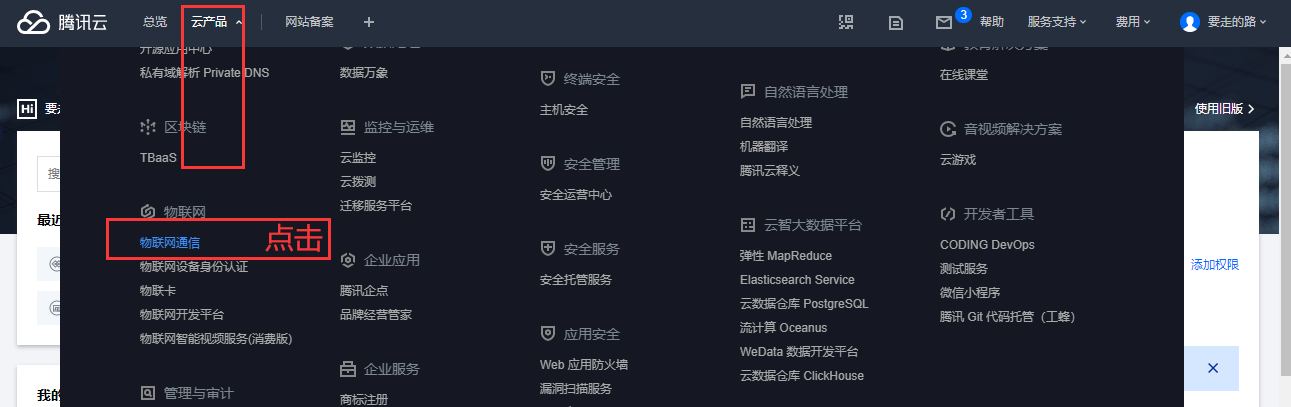 腾讯云 总览 云产品 网站备案 3 帮助 服务支持 费用 要走的路
私有域解析 Private DNS
区块链
TBaaS
物联网
物联网通信 点击
物联网设备身份认证
物联卡
物联网开发平台
物联网智能视频服务(消费版)
管理与审计
数据万象
监控与运维
云监控
云拨测
迁移服务平台
企业应用
腾讯企点
品牌经营管家
企业服务
商标注册
终端安全
主机安全
安全管理
安全运营中心
安全服务
安全托管服务
应用安全
Web 应用防火墙
漏洞扫描服务
自然语言处理
自然语言处理
机器翻译
腾讯云释义
云智大数据平台
弹性 MapReduce
Elasticsearch Service
云数据仓库 PostgreSQL
流计算 Oceanus
WeData 数据开发平台
云数据仓库 ClickHouse
在线课堂
音视频解决方案
云游戏
开发者工具
CODING DevOps
测试服务
微信小程序
腾讯 Git 代码托管（工蜂）
Hi 要
使用旧版
最近
添加权限
我的